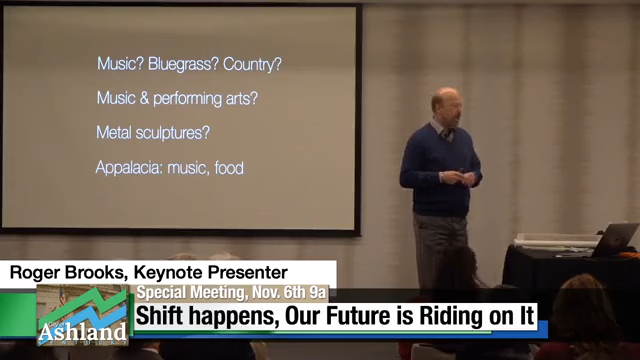 Music? Bluegrass? Country?
Music & performing arts?
Metal sculptures?
Appalacia: music, food
Roger Brooks, Keynote Presenter
Special Meeting, Nov. 6th 9a
Shift happens, Our Future is Riding on It
Ashland